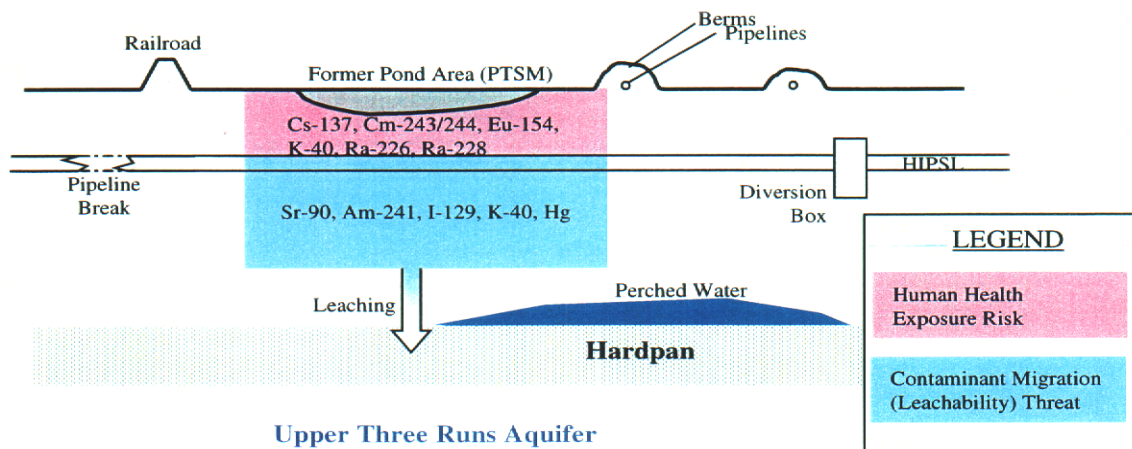 Berms
Pipelines
Railroad
Former Pond Area (PTSM)
Cs-137, Cm-243/244, Eu-154,
K-40, Ra-226, Ra-228
HIPSL
Pipeline
Break
Diversion
Box
Sr-90, Am-241, I-129, K-40, Hg
LEGEND
Human Health
Exposure Risk
Contaminant Migration
(Leachability) Threat
Leaching
Perched Water
Hardpan
Upper Three Runs Aquifer